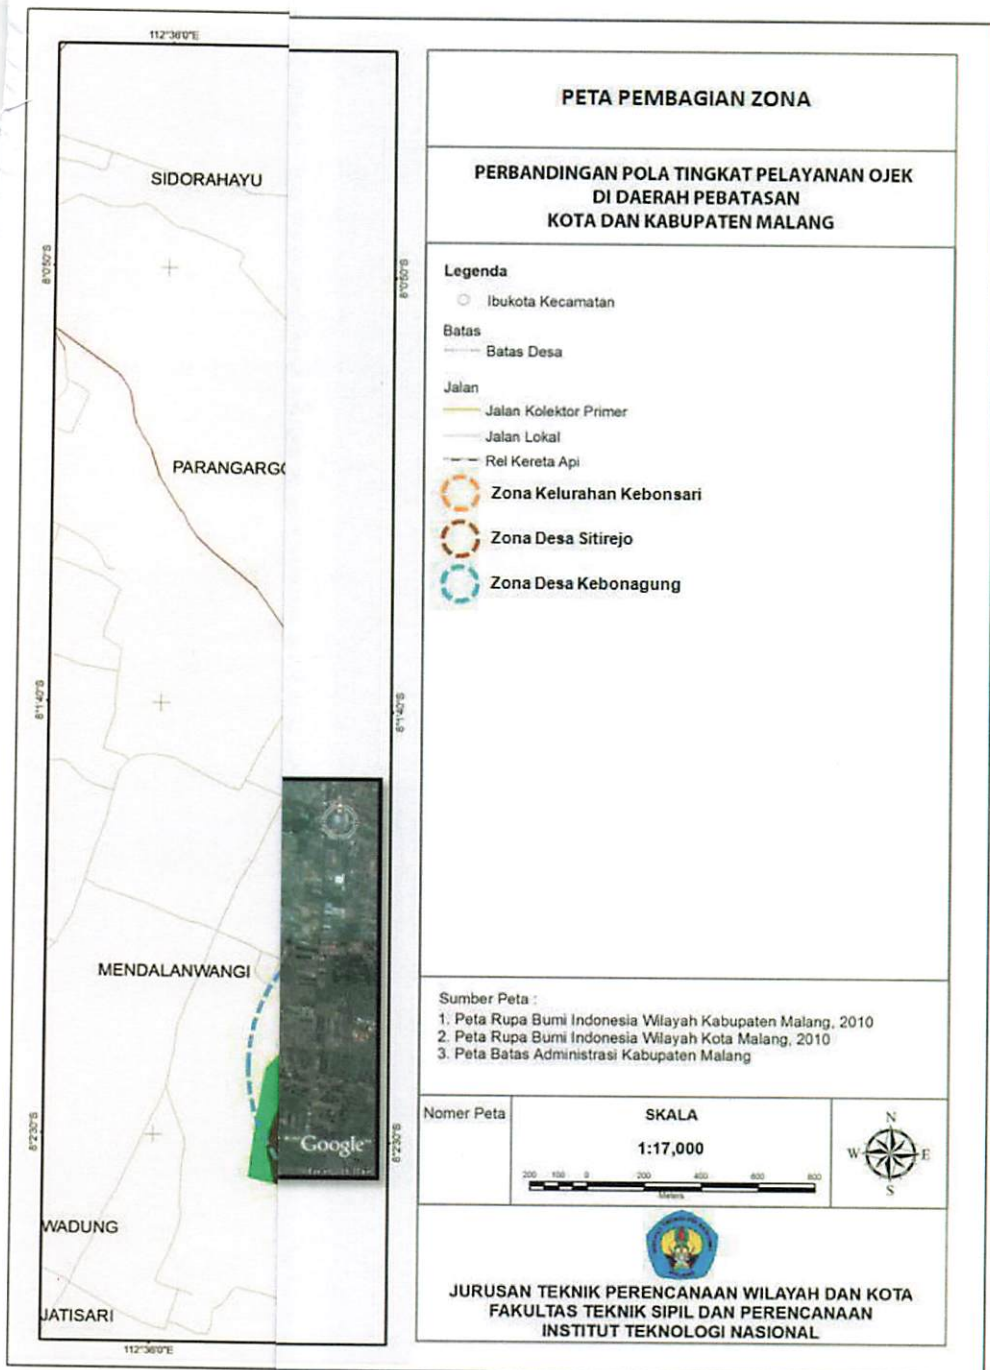 112°36'0"E
SIDORAHAYU
8°0'50"S
8°0'50"S
PARANGARGO
8°1'40"S
8°1'40"S
MENDALANWANGI
8°2'30"S
8°2'30"S
Google
WADUNG
JATISARI
112°36'0"E
PETA PEMBAGIAN ZONA
PERBANDINGAN POLA TINGKAT PELAYANAN OJEK
DI DAERAH PEBATASAN
KOTA DAN KABUPATEN MALANG
Legenda
Ibukota Kecamatan
Batas
Batas Desa
Jalan
Jalan Kolektor Primer
Jalan Lokal
Rel Kereta Api
Zona Kelurahan Kebonsari
Zona Desa Sitirejo
Zona Desa Kebonagung
Sumber Peta :
1. Peta Rupa Bumi Indonesia Wilayah Kabupaten Malang, 2010
2. Peta Rupa Bumi Indonesia Wilayah Kota Malang, 2010
3. Peta Batas Administrasi Kabupaten Malang
Nomer Peta
SKALA
1:17,000
200 100 0 200 400 600 800
Meters
N
W E
S
JURUSAN TEKNIK PERENCANAAN WILAYAH DAN KOTA
FAKULTAS TEKNIK SIPIL DAN PERENCANAAN
INSTITUT TEKNOLOGI NASIONAL